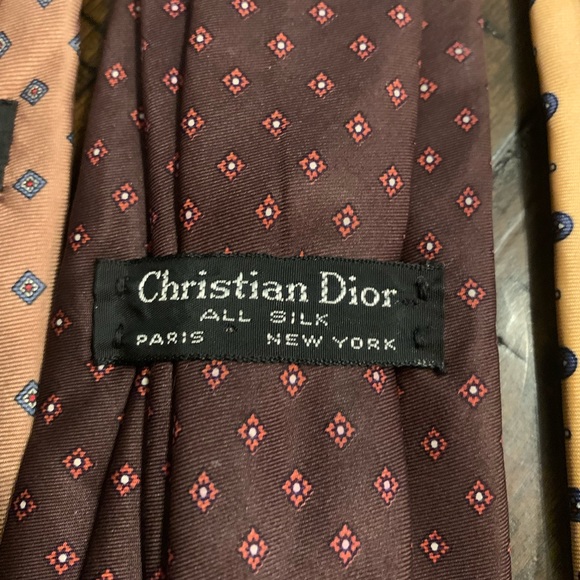 Christian Dior
ALL SILK
PARIS NEW YORK